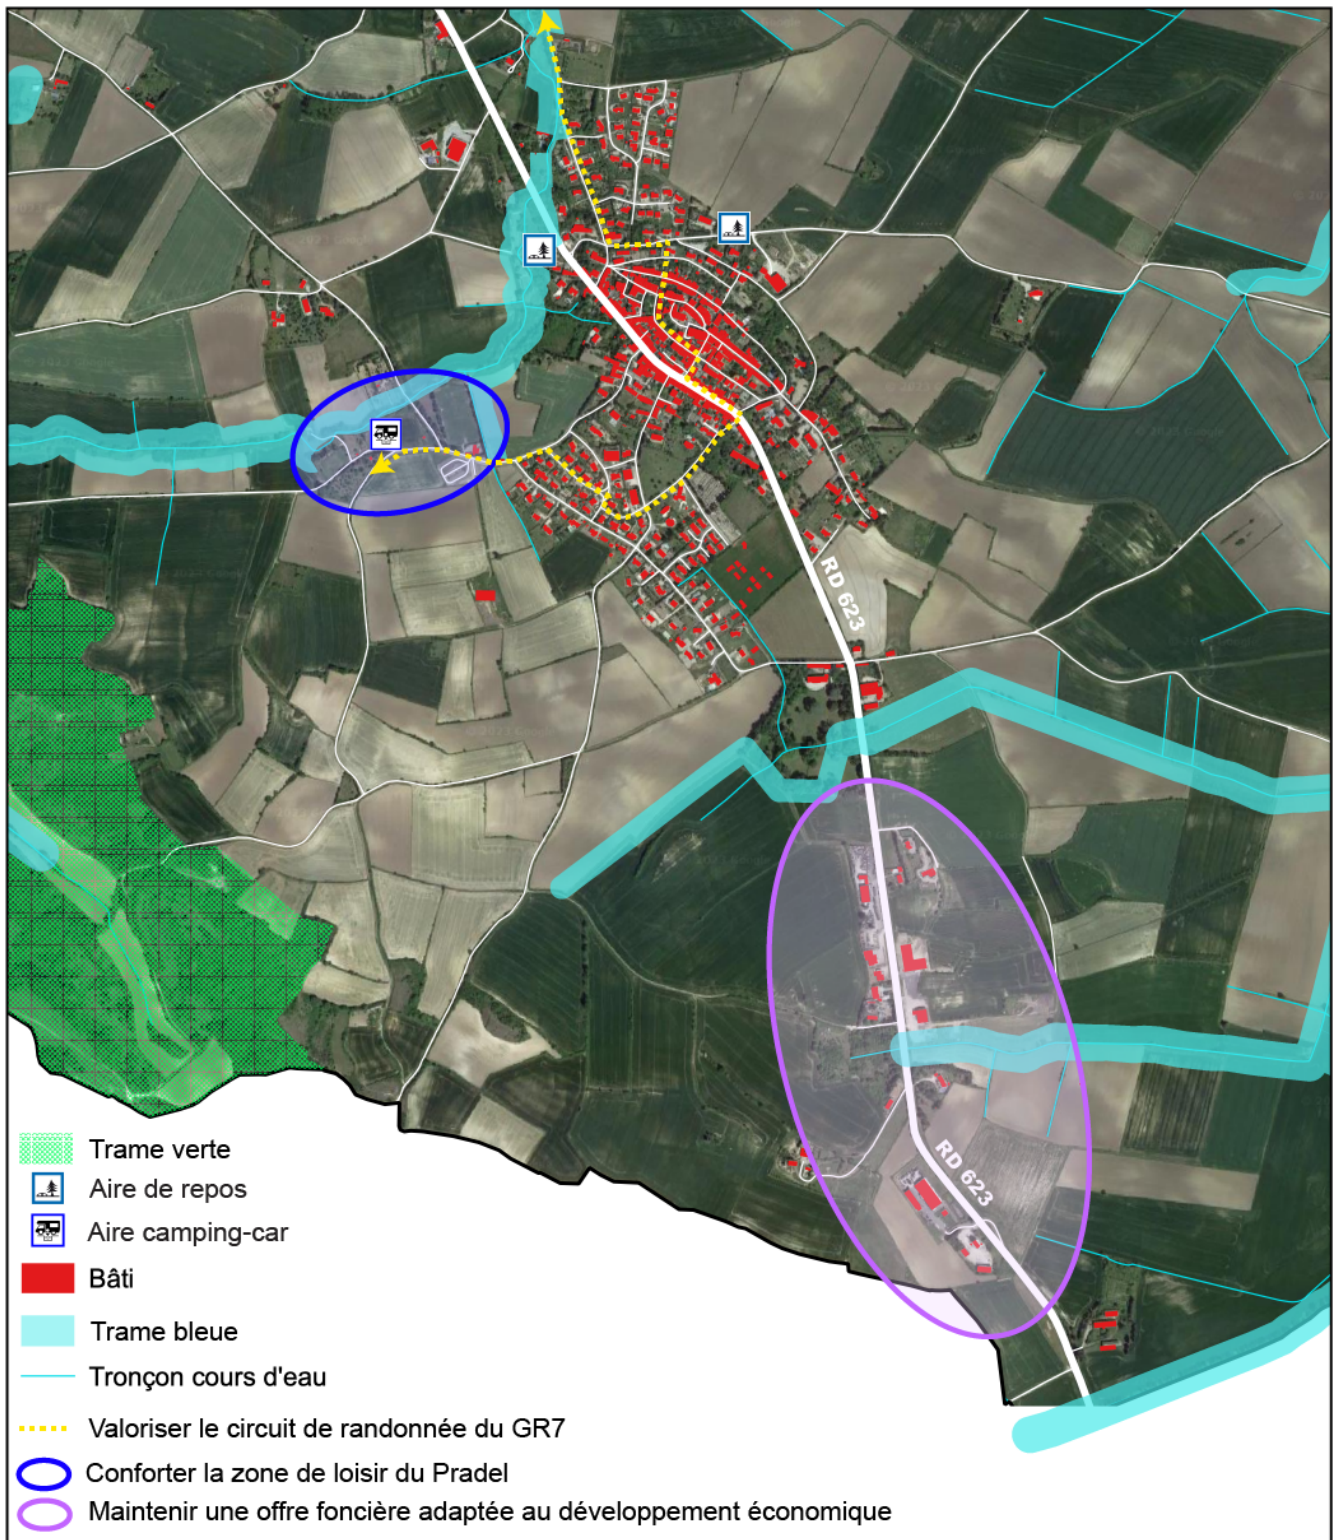 RD 623
RD 623
Trame verte
Aire de repos
Aire camping-car
Bâti
Trame bleue
Tronçon cours d'eau
Valoriser le circuit de randonnée du GR7
Conforter la zone de loisir du Pradel
Maintenir une offre foncière adaptée au développement économique